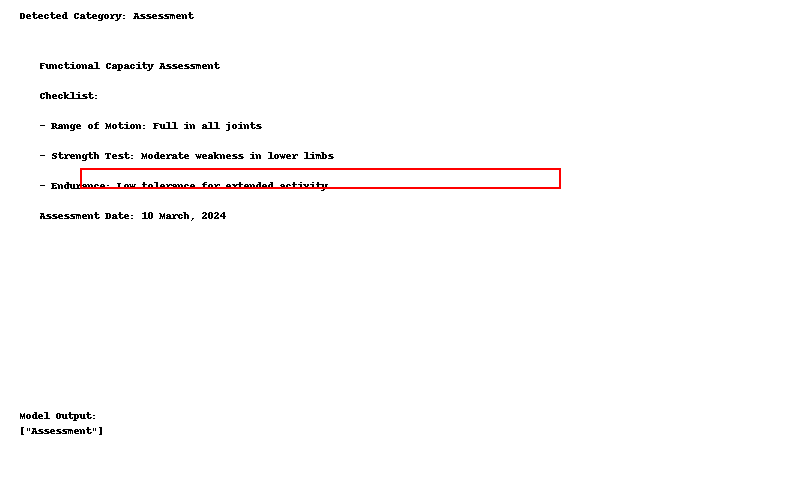 Detected Category: Assessment
Functional Capacity Assessment
Checklist:
- Range of Motion: Full in all joints
- Strength Test: Moderate weakness in lower limbs
- Endurance: Low tolerance for extended activity
Assessment Date: 10 March, 2024
Model Output:
["Assessment"]